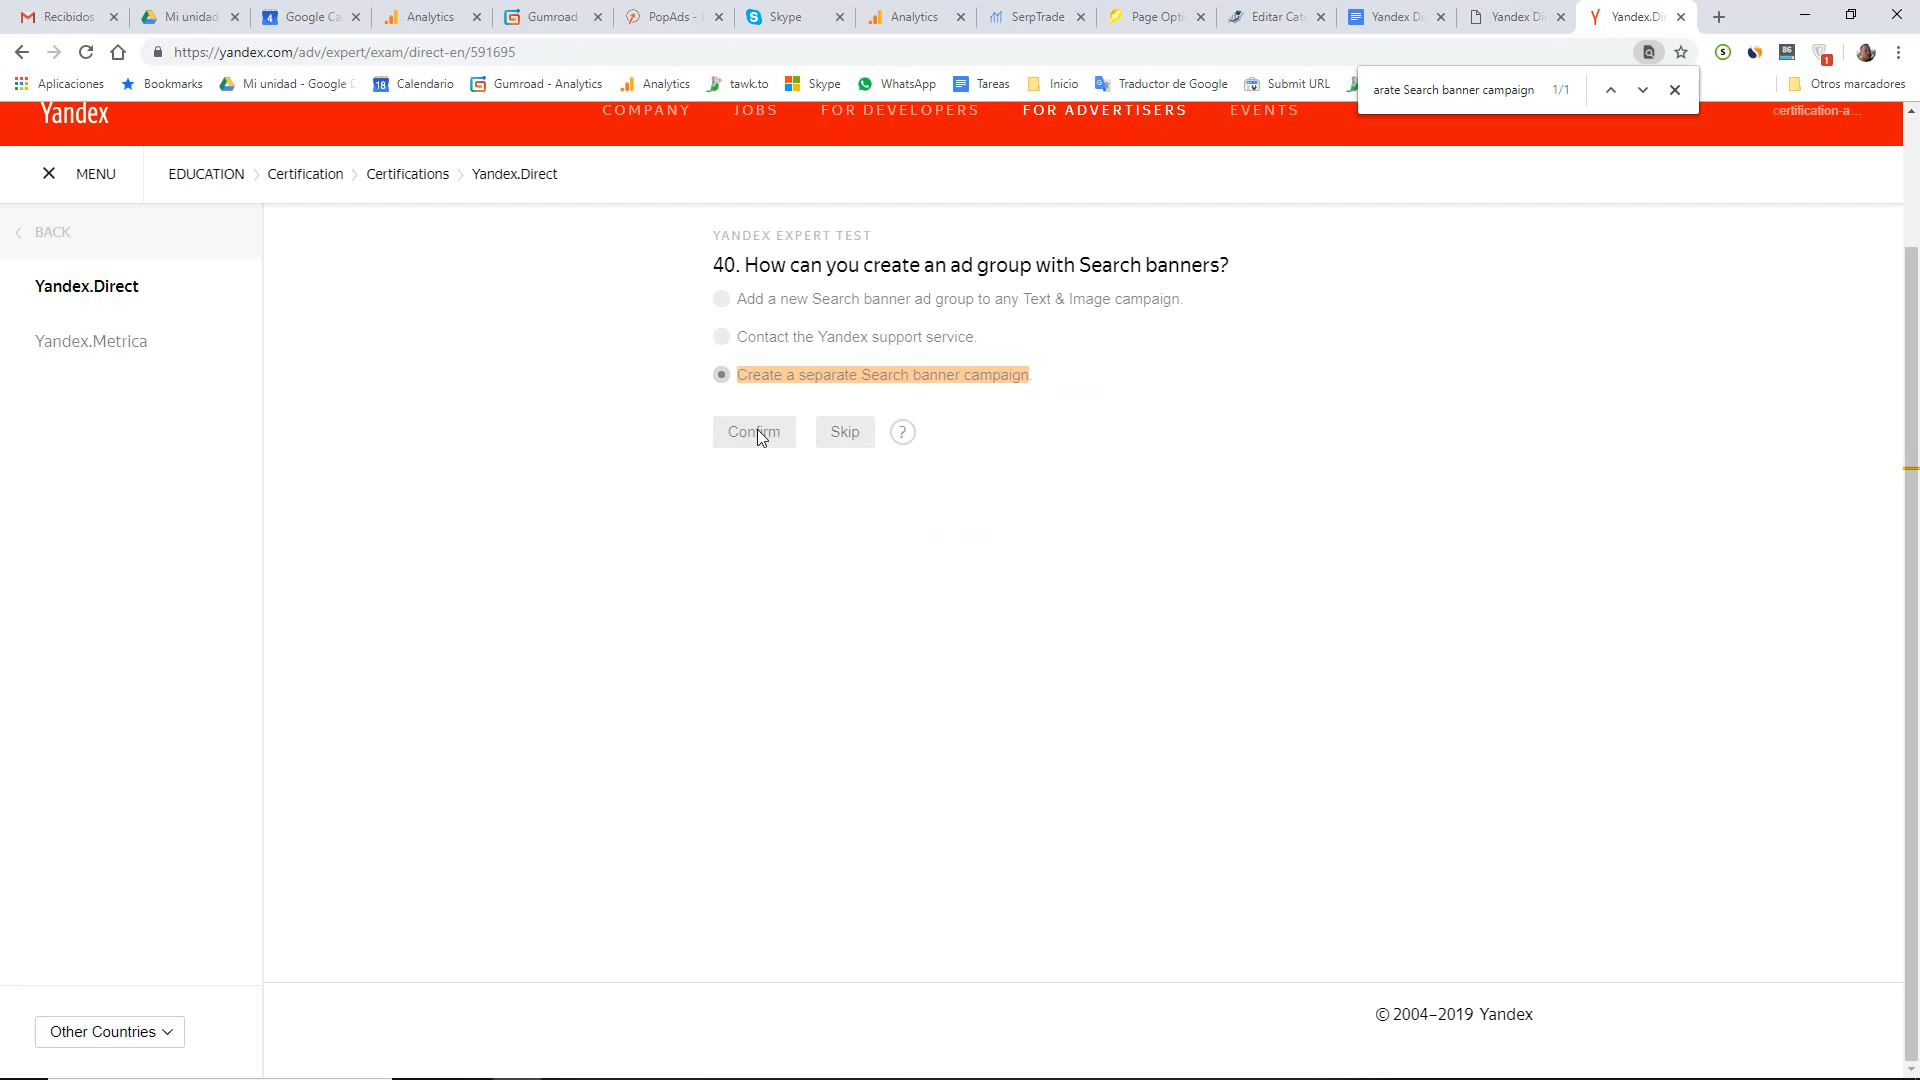 Recibidos
Mi unidad
Google Ca
Analytics
Gumroad
PopAds -
Skype
Analytics
SerpTrade
Page Opti
Editar Cat
Yandex Di
Yandex Di
Yandex.Di
https://yandex.com/adv/expert/exam/direct-en/591695
86
1
Aplicaciones
Bookmarks
Mi unidad - Google
Calendario
Gumroad - Analytics
Analytics
tawk.to
Skype
WhatsApp
Tareas
Inicio
Traductor de Google
Submit URL
arate Search banner campaign 1/1
Otros marcadores
Yandex
COMPANY
JOBS
FOR DEVELOPERS
FOR ADVERTISERS
EVENTS
certification-a...
MENU
EDUCATION
Certification
Certifications
Yandex.Direct
BACK
Yandex.Direct
Yandex.Metrica
YANDEX EXPERT TEST
40. How can you create an ad group with Search banners?
Add a new Search banner ad group to any Text & Image campaign.
Contact the Yandex support service.
Create a separate Search banner campaign.
Confirm
Skip
?
Other Countries
© 2004–2019 Yandex